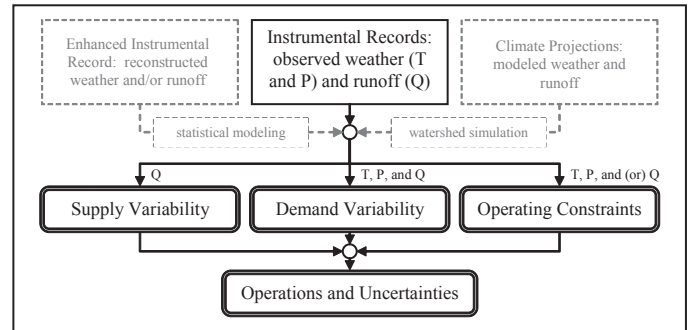 Enhanced Instrumental
Record:  reconstructed
weather and/or runoff
Instrumental Records:
observed weather (T
and P) and runoff (Q)
Climate Projections:
modeled weather and
runoff
statistical modeling
watershed simulation
Q
T, P, and Q
T, P, and (or) Q
Supply Variability
Demand Variability
Operating Constraints
Operations and Uncertainties